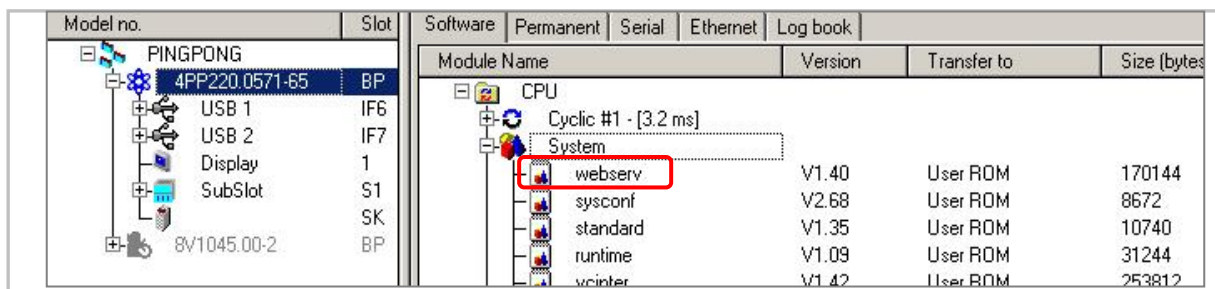 Model no. Slot
PINGPONG
4PP220.0571-65 BP
USB 1 IF6
USB 2 IF7
Display 1
SubSlot S1
SK
8V1045.00-2 BP
Software Permanent Serial Ethernet Log book
Module Name Version Transfer to Size (bytes
CPU
Cyclic #1 - [3.2 ms]
System
webserv V1.40 User ROM 170144
sysconf V2.68 User ROM 8672
standard V1.35 User ROM 10740
runtime V1.09 User ROM 31244
vcinter V1.42 User ROM 253812